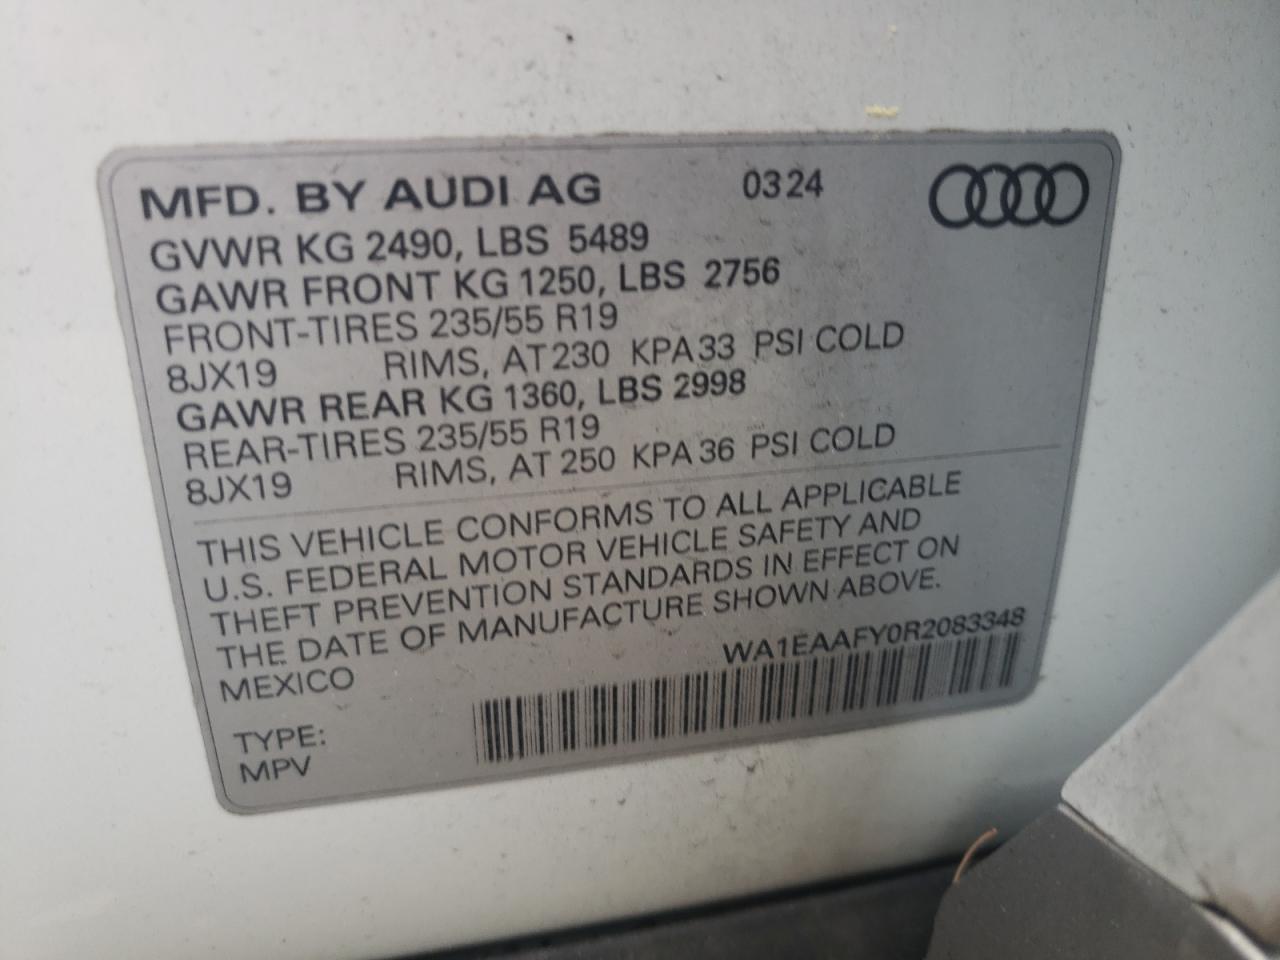 MFD. BY AUDI AG 0324
GVWR KG 2490, LBS 5489
GAWR FRONT KG 1250, LBS 2756
FRONT-TIRES 235/55 R19
8JX19 RIMS, AT 230 KPA 33 PSI COLD
GAWR REAR KG 1360, LBS 2998
REAR-TIRES 235/55 R19
8JX19 RIMS, AT 250 KPA 36 PSI COLD
THIS VEHICLE CONFORMS TO ALL APPLICABLE
U.S. FEDERAL MOTOR VEHICLE SAFETY AND
THEFT PREVENTION STANDARDS IN EFFECT ON
THE DATE OF MANUFACTURE SHOWN ABOVE.
MEXICO WA1EAAFY0R2083348
TYPE:
MPV